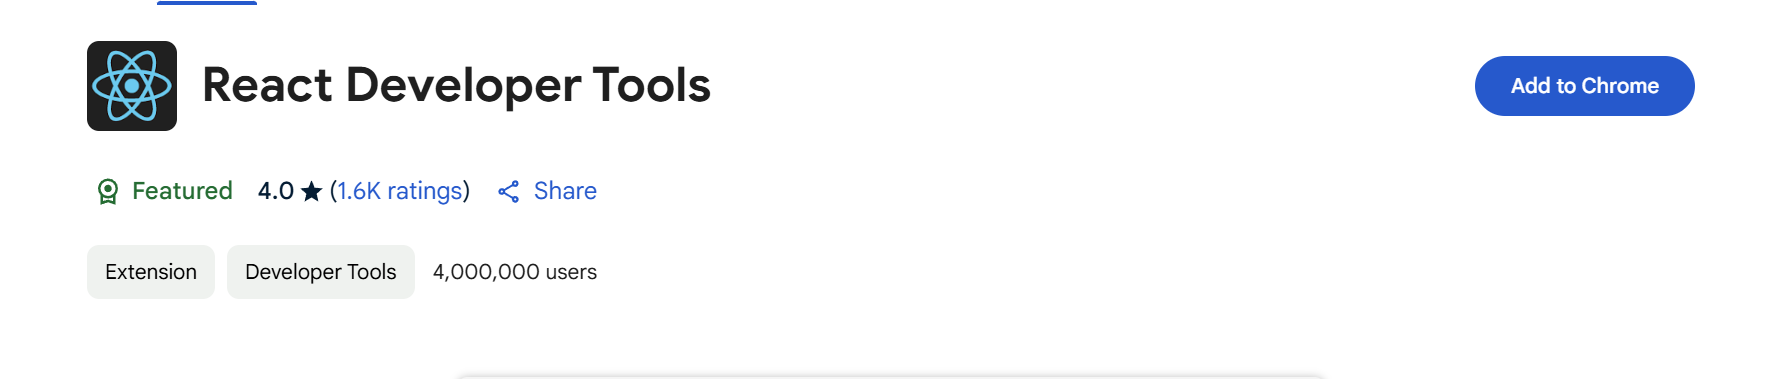 React Developer Tools
Add to Chrome
Featured 4.0 ★ (1.6K ratings) Share
Extension Developer Tools 4,000,000 users